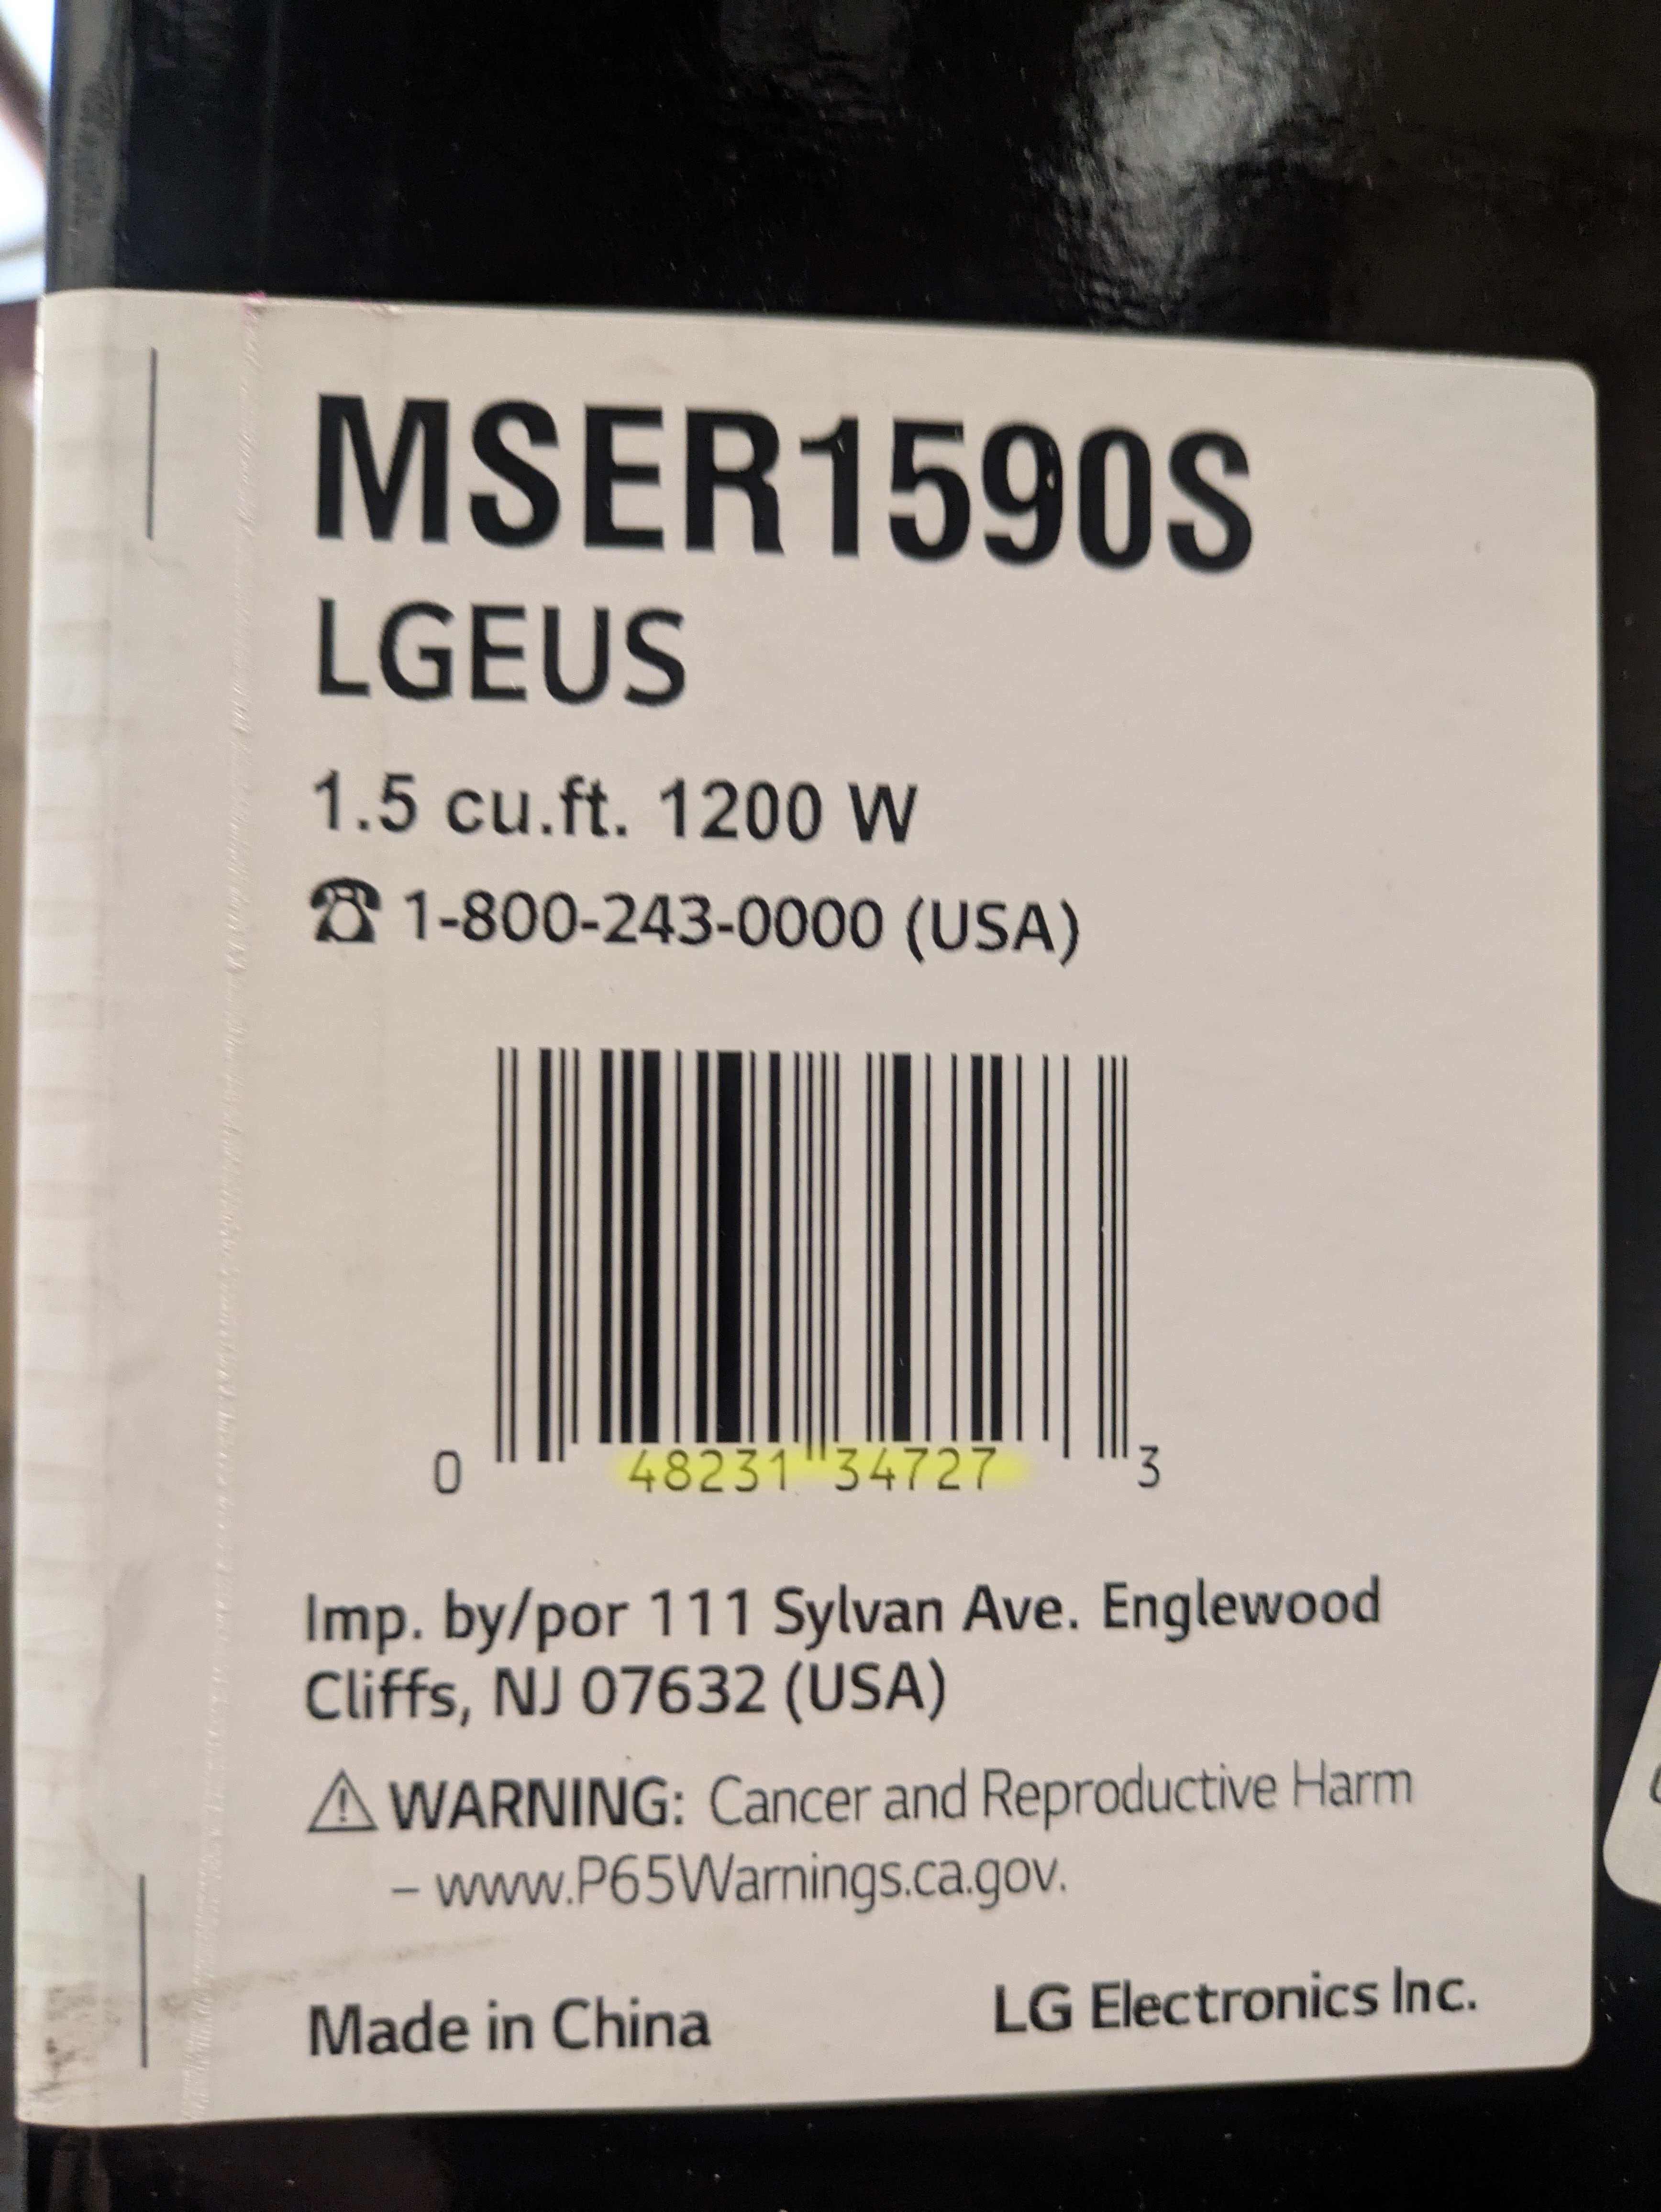 MSER1590S
LGEUS
1.5 cu.ft. 1200 W
☎ 1-800-243-0000 (USA)
0 48231 34727 3
Imp. by/por 111 Sylvan Ave. Englewood
Cliffs, NJ 07632 (USA)
⚠ WARNING: Cancer and Reproductive Harm
– www.P65Warnings.ca.gov.
Made in China LG Electronics Inc.